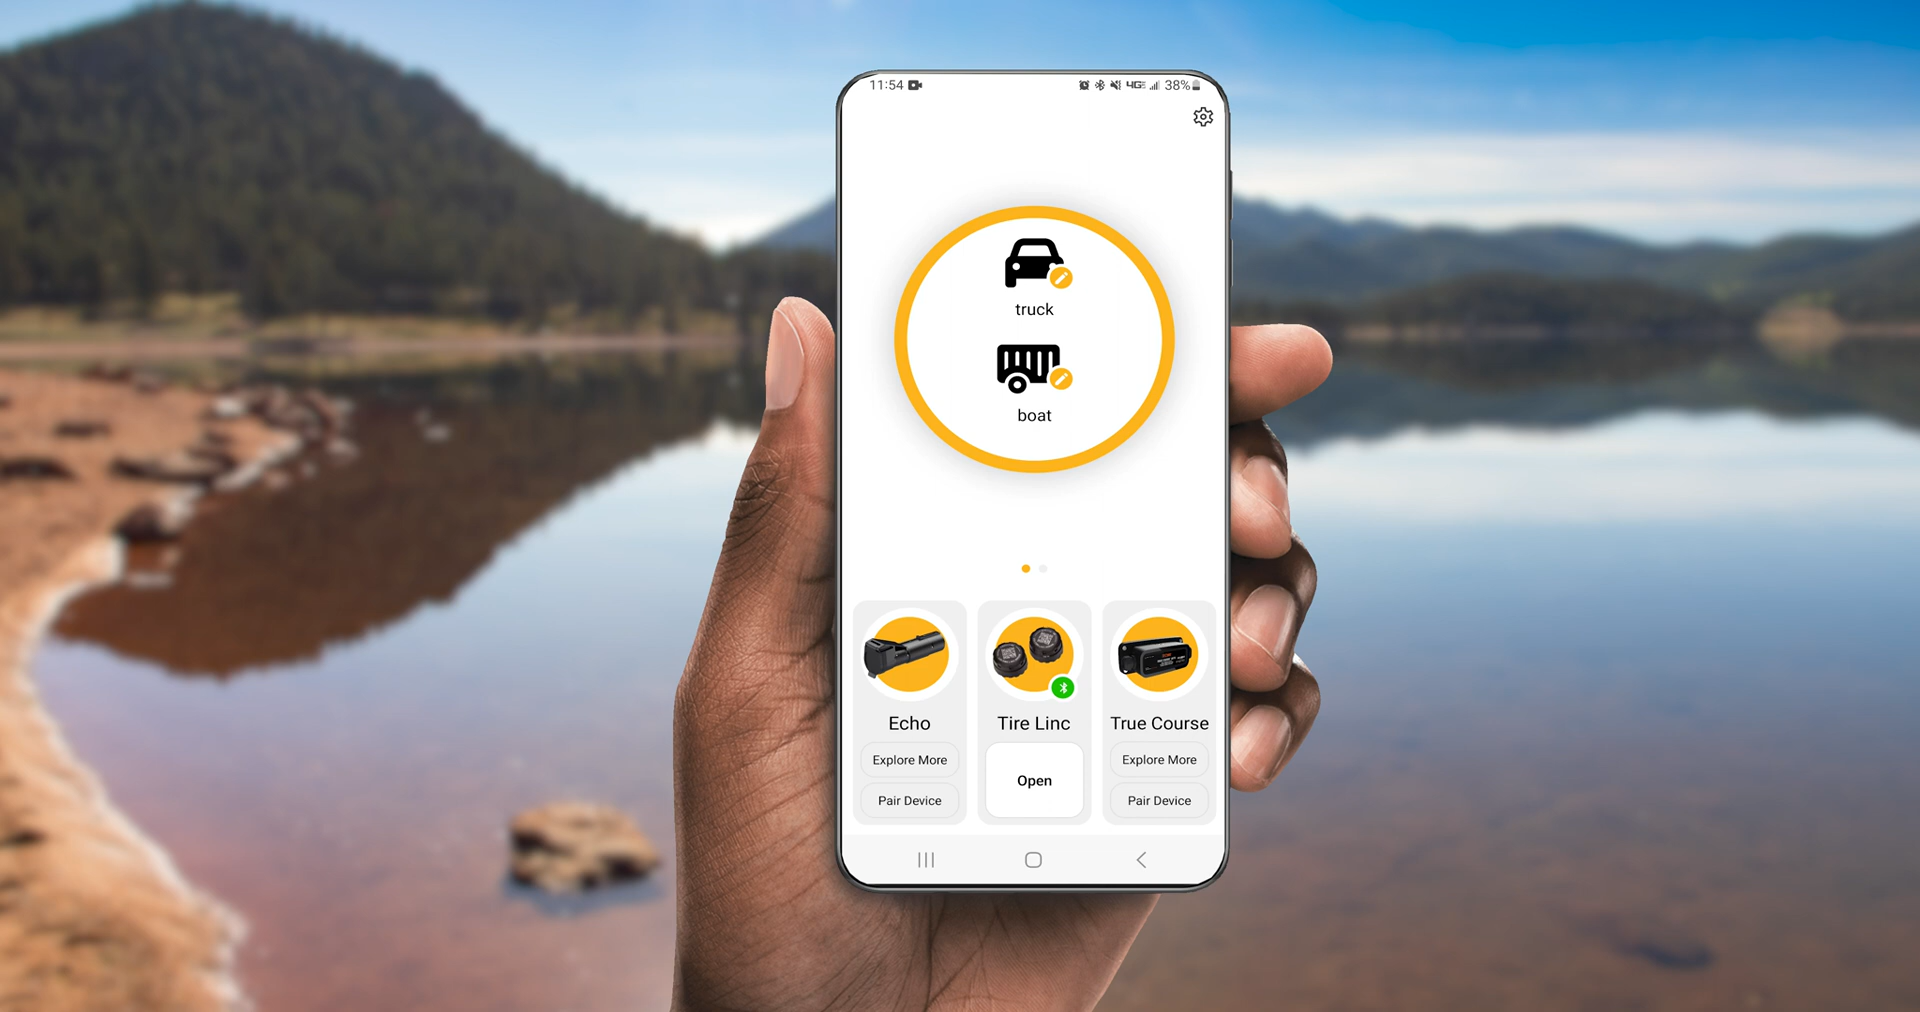 11:54 4GE 38%
truck
boat
Echo Tire Linc True Course
Explore More Open Explore More
Pair Device Pair Device